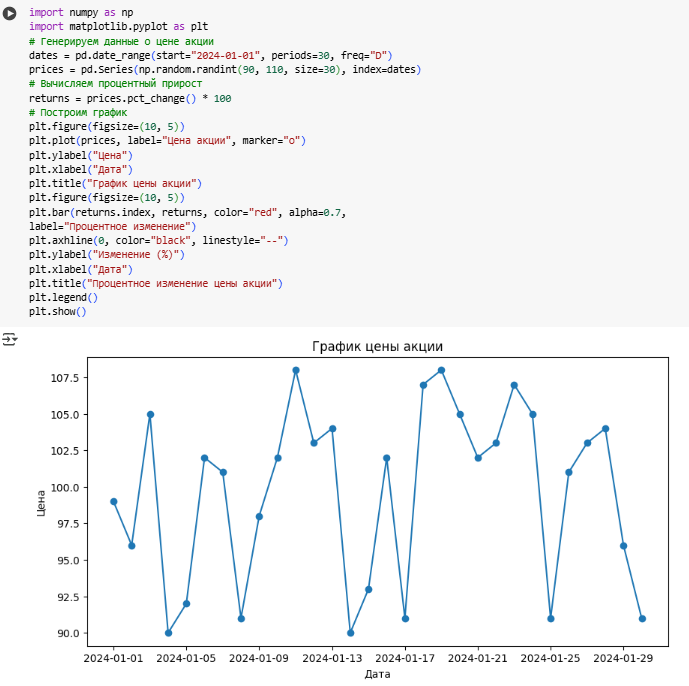 import numpy as np
import matplotlib.pyplot as plt
# Генерируем данные о цене акции
dates = pd.date_range(start="2024-01-01", periods=30, freq="D")
prices = pd.Series(np.random.randint(90, 110, size=30), index=dates)
# Вычисляем процентный прирост
returns = prices.pct_change() * 100
# Построим график
plt.figure(figsize=(10, 5))
plt.plot(prices, label="Цена акции", marker="o")
plt.ylabel("Цена")
plt.xlabel("Дата")
plt.title("График цены акции")
plt.figure(figsize=(10, 5))
plt.bar(returns.index, returns, color="red", alpha=0.7,
label="Процентное изменение")
plt.axhline(0, color="black", linestyle="--")
plt.ylabel("Изменение (%)")
plt.xlabel("Дата")
plt.title("Процентное изменение цены акции")
plt.legend()
plt.show()
График цены акции
107.5
105.0
102.5
100.0
97.5
95.0
92.5
90.0
Цена
2024-01-01 2024-01-05 2024-01-09 2024-01-13 2024-01-17 2024-01-21 2024-01-25 2024-01-29
Дата